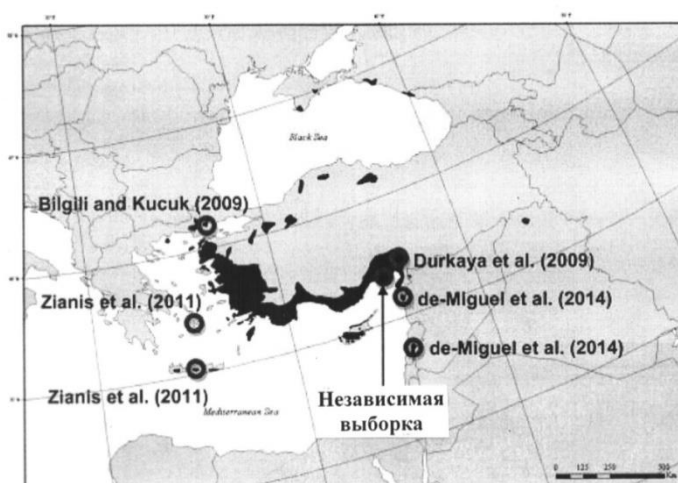 Black Sea
Bilgili and Kucuk (2009)
Durkaya et al. (2009)
Zianis et al. (2011)
de-Miguel et al. (2014)
de-Miguel et al. (2014)
Zianis et al. (2011)
Независимая
выборка
Mediterranean Sea
0 125 250 500
Km